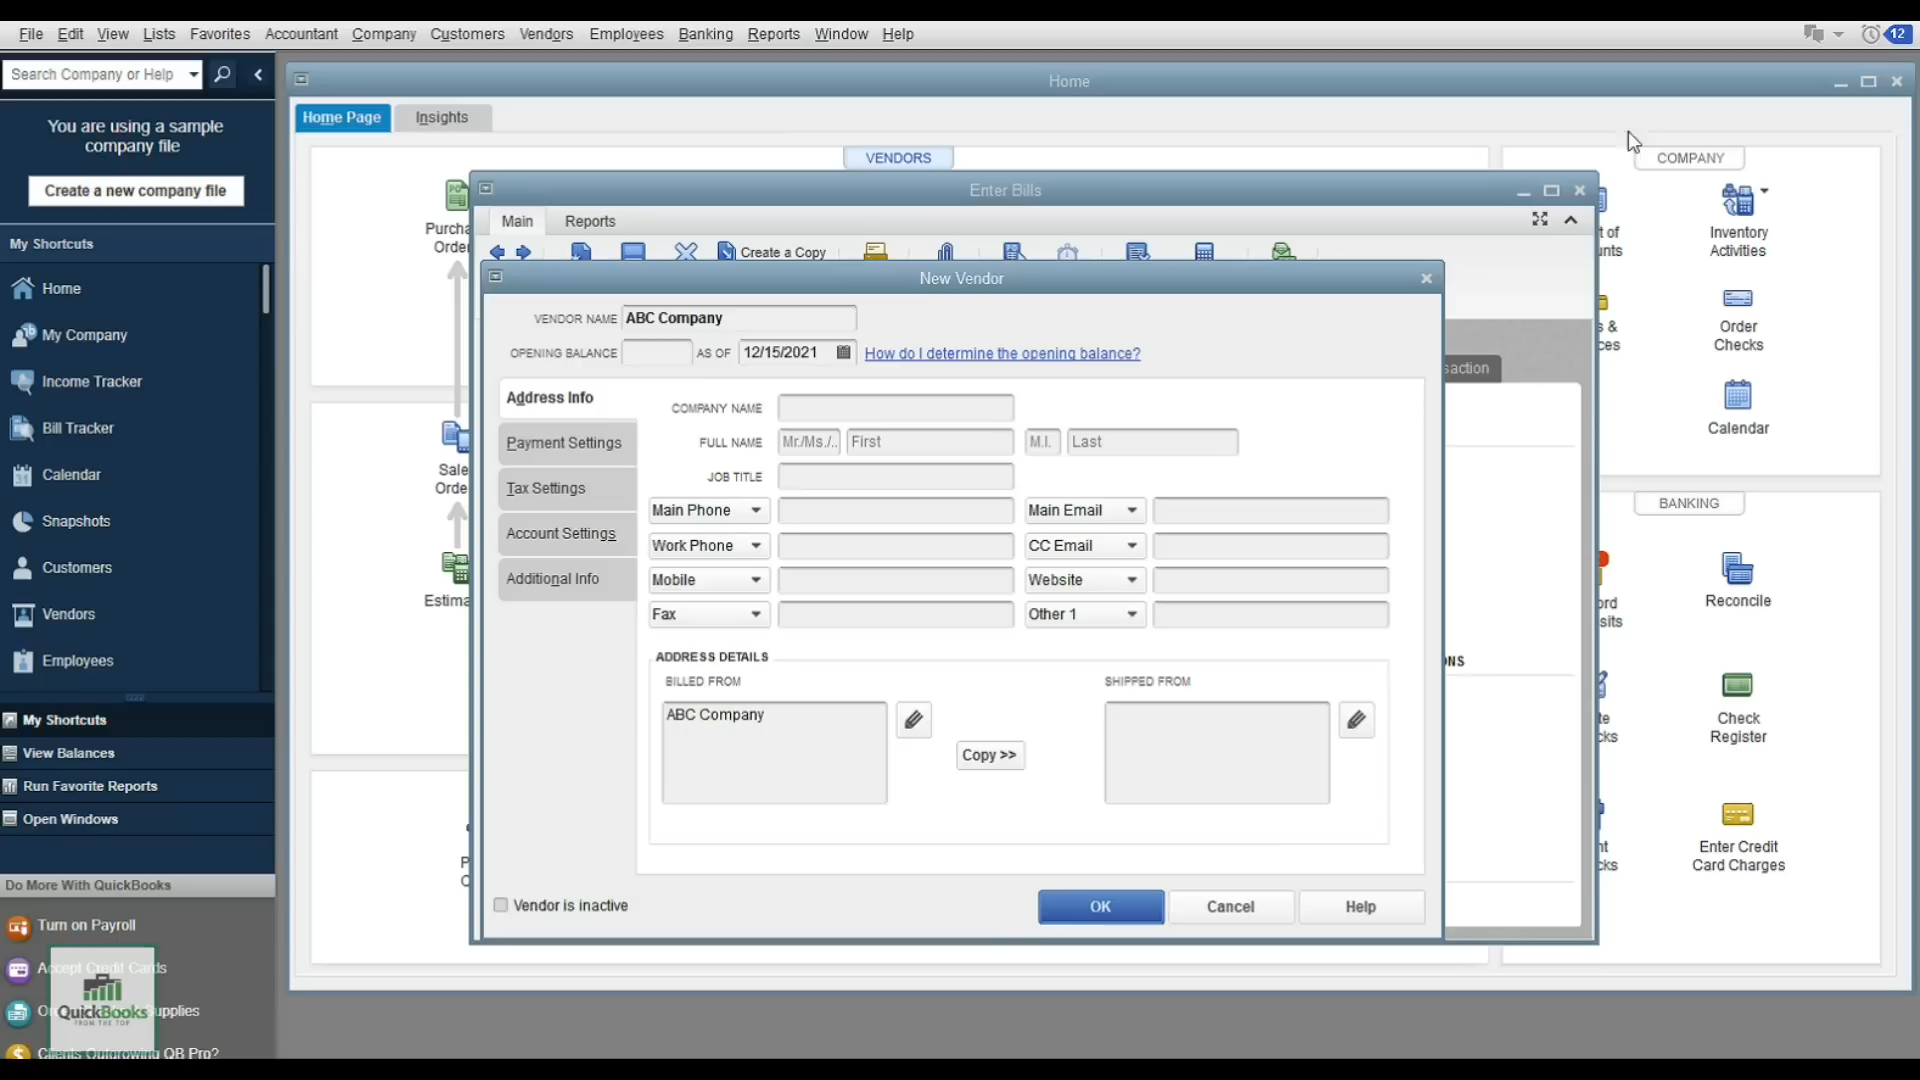 File Edit View Lists Favorites Accountant Company Customers Vendors Employees Banking Reports Window Help
12
Search Company or Help
You are using a sample
company file
Create a new company file
My Shortcuts
Home
My Company
Income Tracker
Bill Tracker
Calendar
Snapshots
Customers
Vendors
Employees
My Shortcuts
View Balances
Run Favorite Reports
Open Windows
Do More With QuickBooks
Turn on Payroll
Accept Credit Cards
QuickBooks
FROM THE TOP
Home
Home Page Insights
VENDORS
COMPANY
Enter Bills
Main Reports
Create a Copy
Inventory
Activities
Order
Checks
Calendar
BANKING
Reconcile
Check
Register
Enter Credit
Card Charges
New Vendor
VENDOR NAME ABC Company
OPENING BALANCE AS OF 12/15/2021 How do I determine the opening balance?
Address Info
Payment Settings
Tax Settings
Account Settings
Additional Info
COMPANY NAME
FULL NAME Mr./Ms./.. First M.I. Last
JOB TITLE
Main Phone Main Email
Work Phone CC Email
Mobile Website
Fax Other 1
ADDRESS DETAILS
BILLED FROM SHIPPED FROM
ABC Company
Copy >>
Vendor is inactive
OK Cancel Help